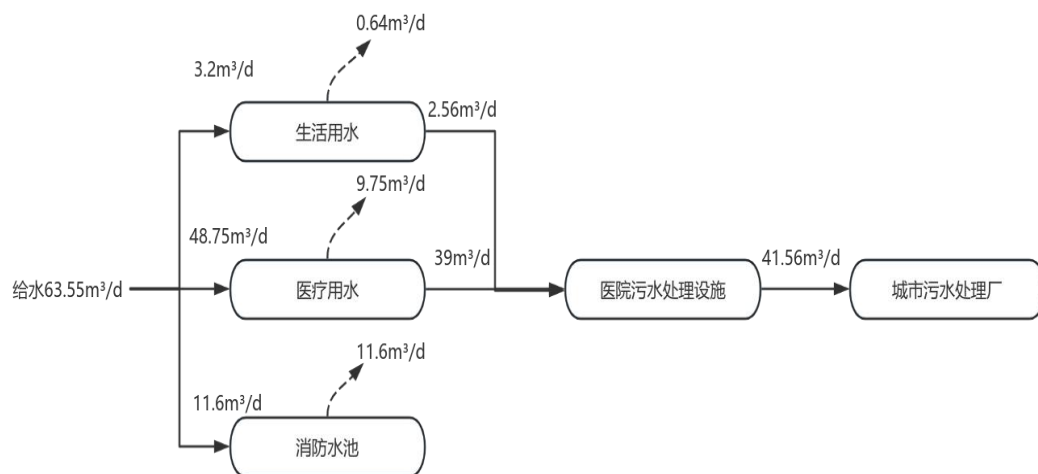 0.64m³/d
3.2m³/d
生活用水
2.56m³/d
9.75m³/d
48.75m³/d
医疗用水
39m³/d
给水63.55m³/d
医院污水处理设施
41.56m³/d
城市污水处理厂
11.6m³/d
11.6m³/d
消防水池